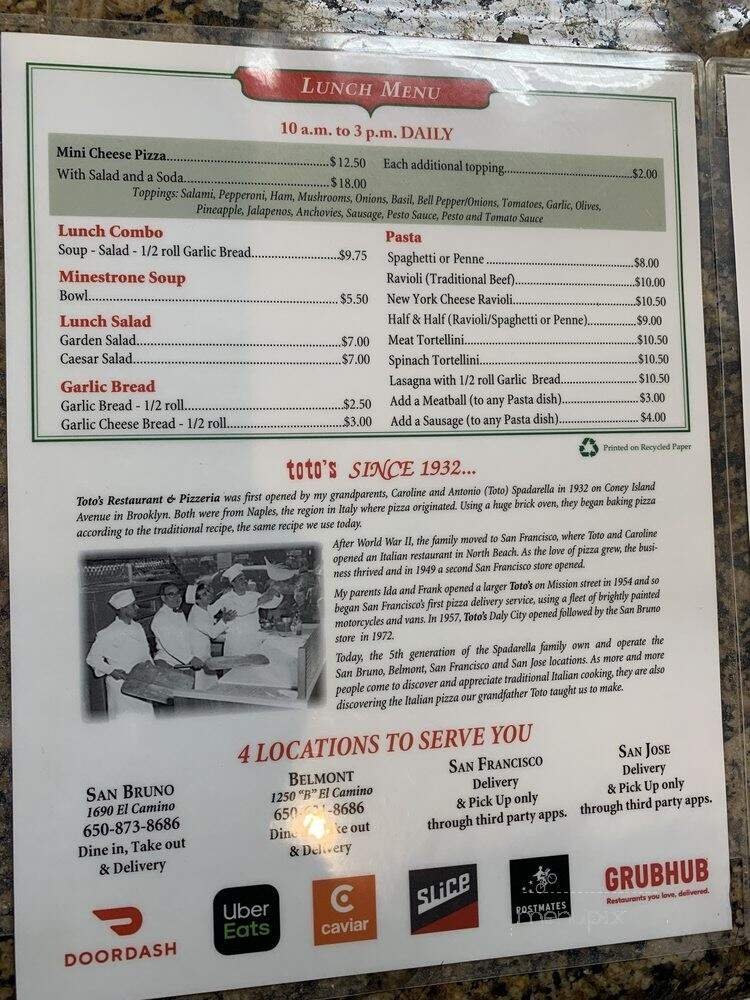 LUNCH MENU
10 a.m. to 3 p.m. DAILY
Mini Cheese Pizza..........$12.50
With Salad and a Soda..........$18.00
Each additional topping..........$2.00
Toppings: Salami, Pepperoni, Ham, Mushrooms, Onions, Basil, Bell Pepper/Onions, Tomatoes, Garlic, Olives,
Pineapple, Jalapenos, Anchovies, Sausage, Pesto Sauce, Pesto and Tomato Sauce
Lunch Combo
Soup - Salad - 1/2 roll Garlic Bread..........$9.75
Minestrone Soup
Bowl..........$5.50
Lunch Salad
Garden Salad..........$7.00
Caesar Salad..........$7.00
Garlic Bread
Garlic Bread - 1/2 roll..........$2.50
Garlic Cheese Bread - 1/2 roll..........$3.00
Pasta
Spaghetti or Penne..........$8.00
Ravioli (Traditional Beef)..........$10.00
New York Cheese Ravioli..........$10.50
Half & Half (Ravioli/Spaghetti or Penne)..........$9.00
Meat Tortellini..........$10.50
Spinach Tortellini..........$10.50
Lasagna with 1/2 roll Garlic Bread..........$10.50
Add a Meatball (to any Pasta dish)..........$3.00
Add a Sausage (to any Pasta dish)..........$4.00
Printed on Recycled Paper
toto's SINCE 1932...
Toto's Restaurant & Pizzeria was first opened by my grandparents, Caroline and Antonio (Toto) Spadarella in 1932 on Coney Island
Avenue in Brooklyn. Both were from Naples, the region in Italy where pizza originated. Using a huge brick oven, they began baking pizza
according to the traditional recipe, the same recipe we use today.
After World War II, the family moved to San Francisco, where Toto and Caroline
opened an Italian restaurant in North Beach. As the love of pizza grew, the busi-
ness thrived and in 1949 a second San Francisco store opened.
My parents Ida and Frank opened a larger Toto's on Mission street in 1954 and so
began San Francisco's first pizza delivery service, using a fleet of brightly painted
motorcycles and vans. In 1957, Toto's Daly City opened followed by the San Bruno
store in 1972.
Today, the 5th generation of the Spadarella family own and operate the
San Bruno, Belmont, San Francisco and San Jose locations. As more and more
people come to discover and appreciate traditional Italian cooking, they are also
discovering the Italian pizza our grandfather Toto taught us to make.
4 LOCATIONS TO SERVE YOU
SAN BRUNO
1690 El Camino
650-873-8686
Dine in, Take out
& Delivery
BELMONT
1250 "B" El Camino
8686
out
& Delivery
SAN FRANCISCO
Delivery
& Pick Up only
through third party apps.
SAN JOSE
Delivery
& Pick Up only
through third party apps.
DOORDASH
Uber
Eats
caviar
SLICE
POSTMATES
GRUBHUB
Restaurants you love, delivered.
menupix